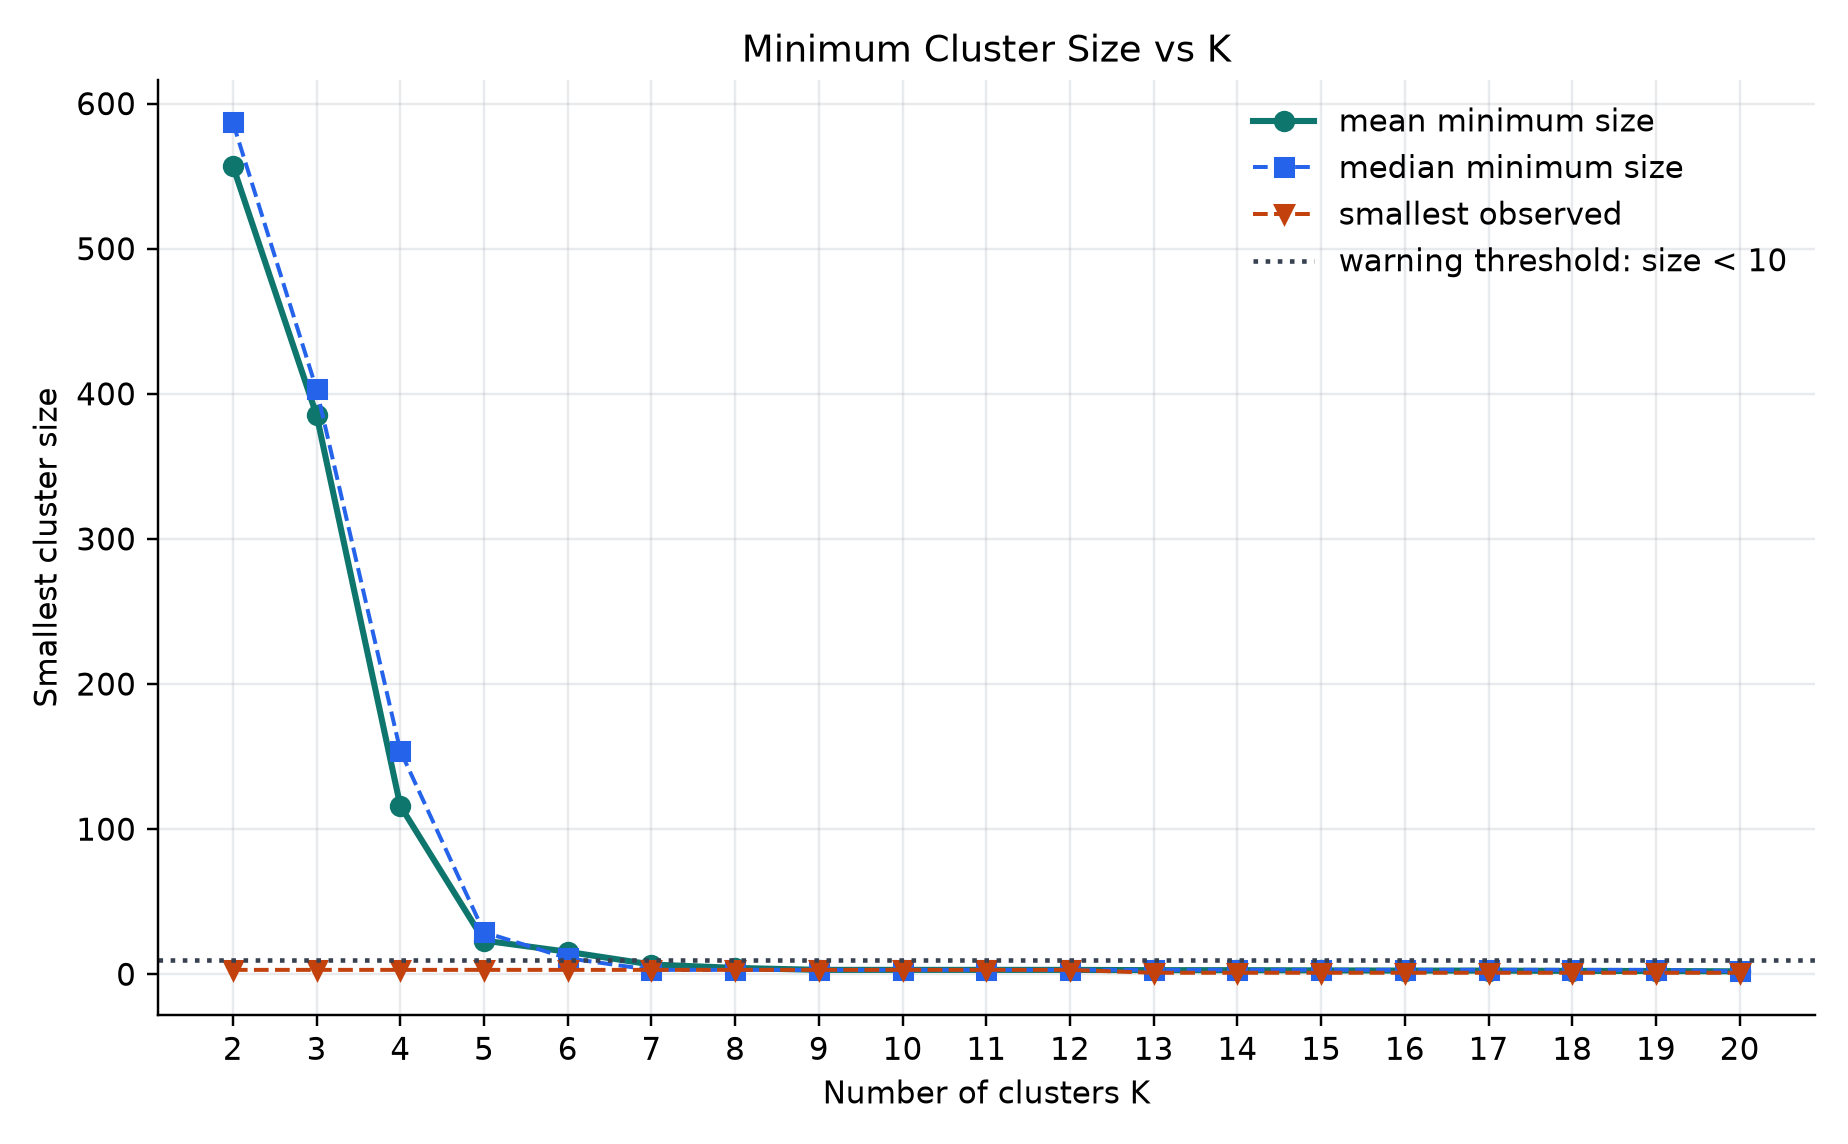 Minimum Cluster Size vs K
mean minimum size
median minimum size
smallest observed
warning threshold: size < 10
Smallest cluster size
600
500
400
300
200
100
0
2 3 4 5 6 7 8 9 10 11 12 13 14 15 16 17 18 19 20
Number of clusters K